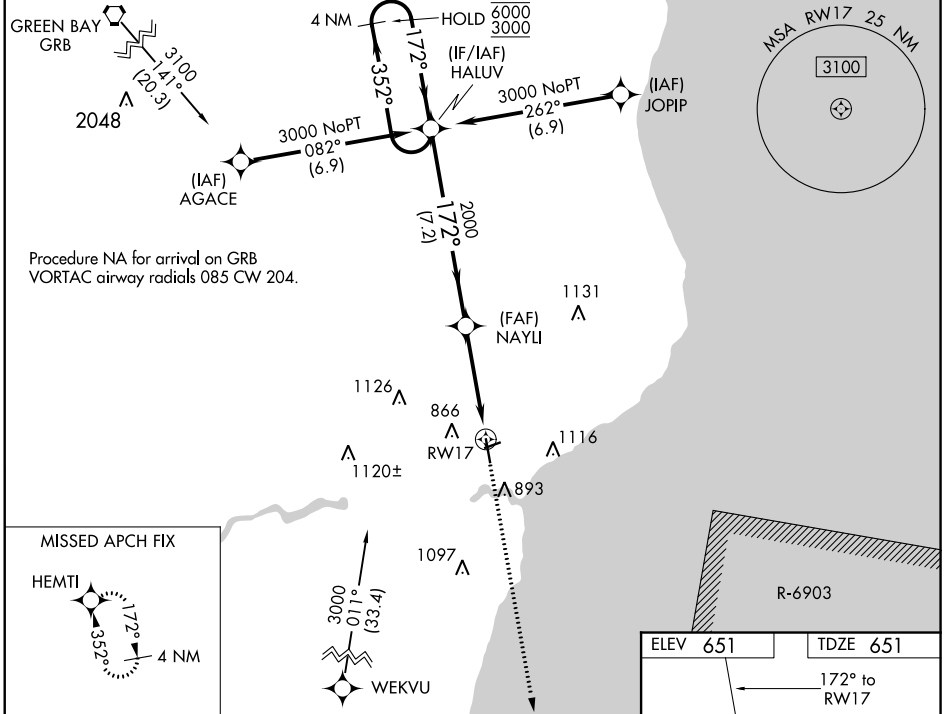 GREEN BAY
GRB
3100
141°
(20.3)
2048
4 NM
HOLD 6000
3000
172°
352°
(IF/IAF)
HALUV
3000 NoPT
082°
(6.9)
(IAF)
AGACE
3000 NoPT
262°
(6.9)
(IAF)
JOPIP
MSA RW17 25 NM
3100
Procedure NA for arrival on GRB
VORTAC airway radials 085 CW 204.
2000
172°
(7.2)
(FAF)
NAYLI
1131
1126
866
RW17
1116
1120±
893
1097
MISSED APCH FIX
HEMTI
172°
352°
4 NM
3000
011°
(33.4)
WEKVU
R-6903
ELEV 651
TDZE 651
172° to
RW17